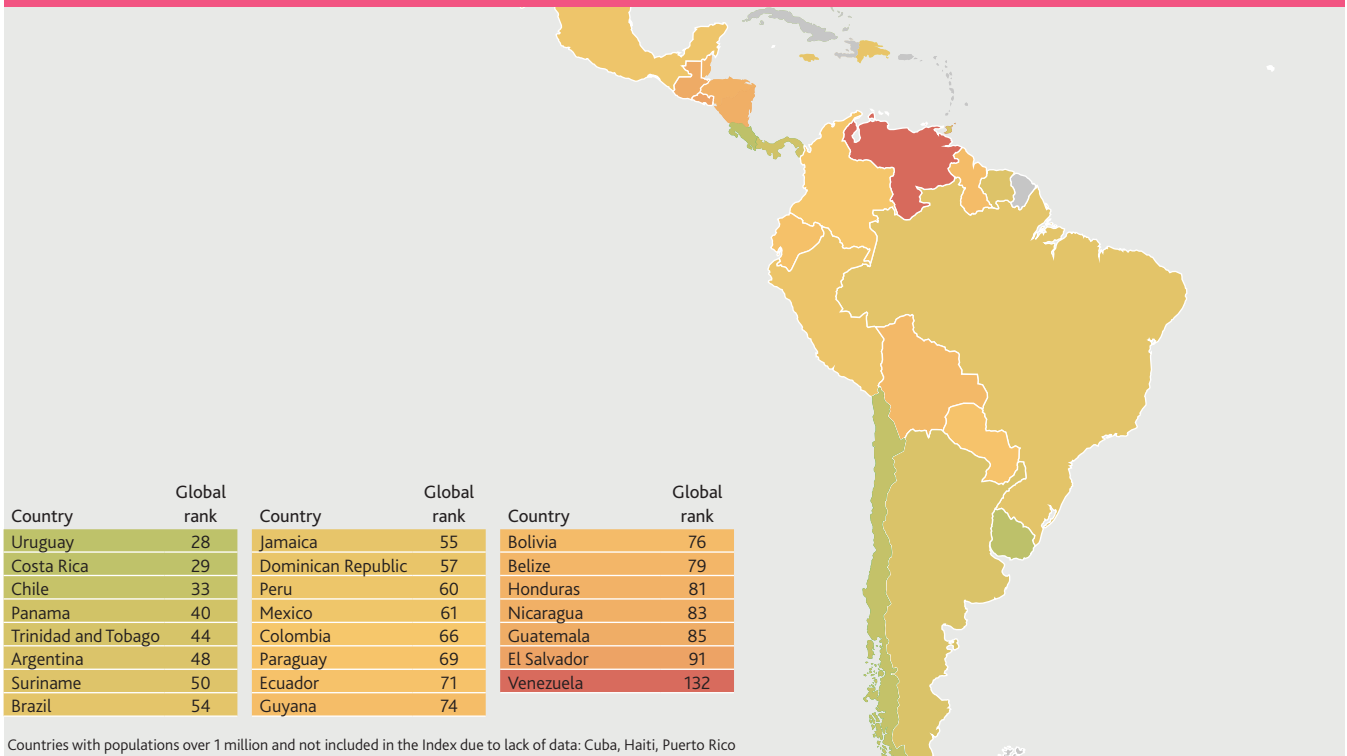 Country Global rank
Uruguay 28
Costa Rica 29
Chile 33
Panama 40
Trinidad and Tobago 44
Argentina 48
Suriname 50
Brazil 54
Country Global rank
Jamaica 55
Dominican Republic 57
Peru 60
Mexico 61
Colombia 66
Paraguay 69
Ecuador 71
Guyana 74
Country Global rank
Bolivia 76
Belize 79
Honduras 81
Nicaragua 83
Guatemala 85
El Salvador 91
Venezuela 132
Countries with populations over 1 million and not included in the Index due to lack of data: Cuba, Haiti, Puerto Rico